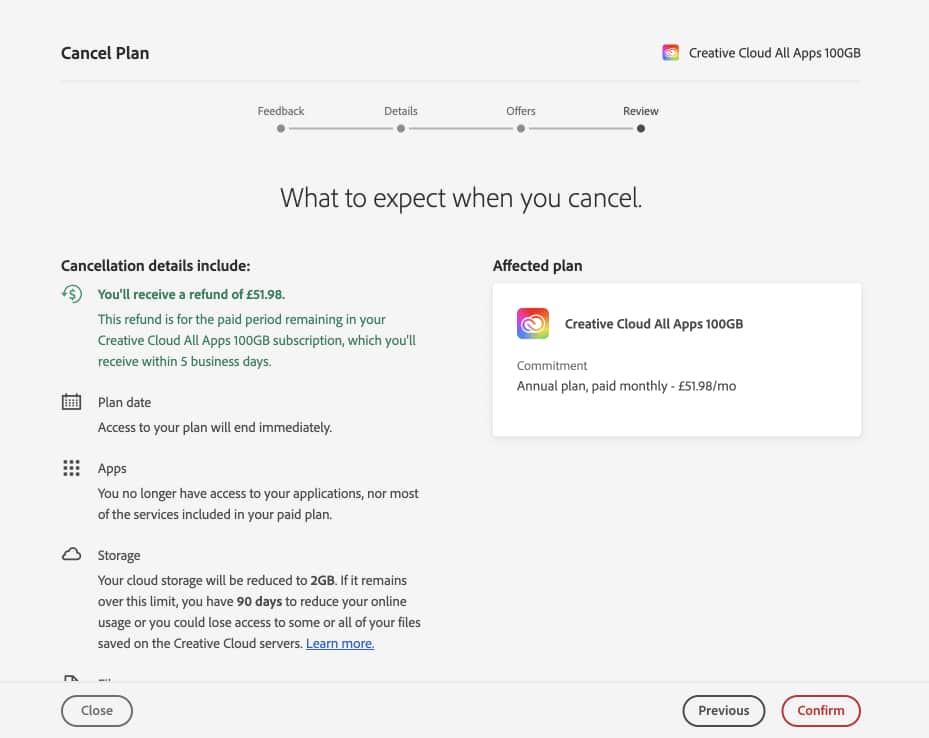 Cancel Plan
Creative Cloud All Apps 100GB
Feedback
Details
Offers
Review
What to expect when you cancel.
Cancellation details include:
You'll receive a refund of £51.98.
This refund is for the paid period remaining in your
Creative Cloud All Apps 100GB subscription, which you'll
receive within 5 business days.
Plan date
Access to your plan will end immediately.
Apps
You no longer have access to your applications, nor most
of the services included in your paid plan.
Storage
Your cloud storage will be reduced to 2GB. If it remains
over this limit, you have 90 days to reduce your online
usage or you could lose access to some or all of your files
saved on the Creative Cloud servers. Learn more.
Affected plan
Creative Cloud All Apps 100GB
Commitment
Annual plan, paid monthly - £51.98/mo
Close
Previous
Confirm